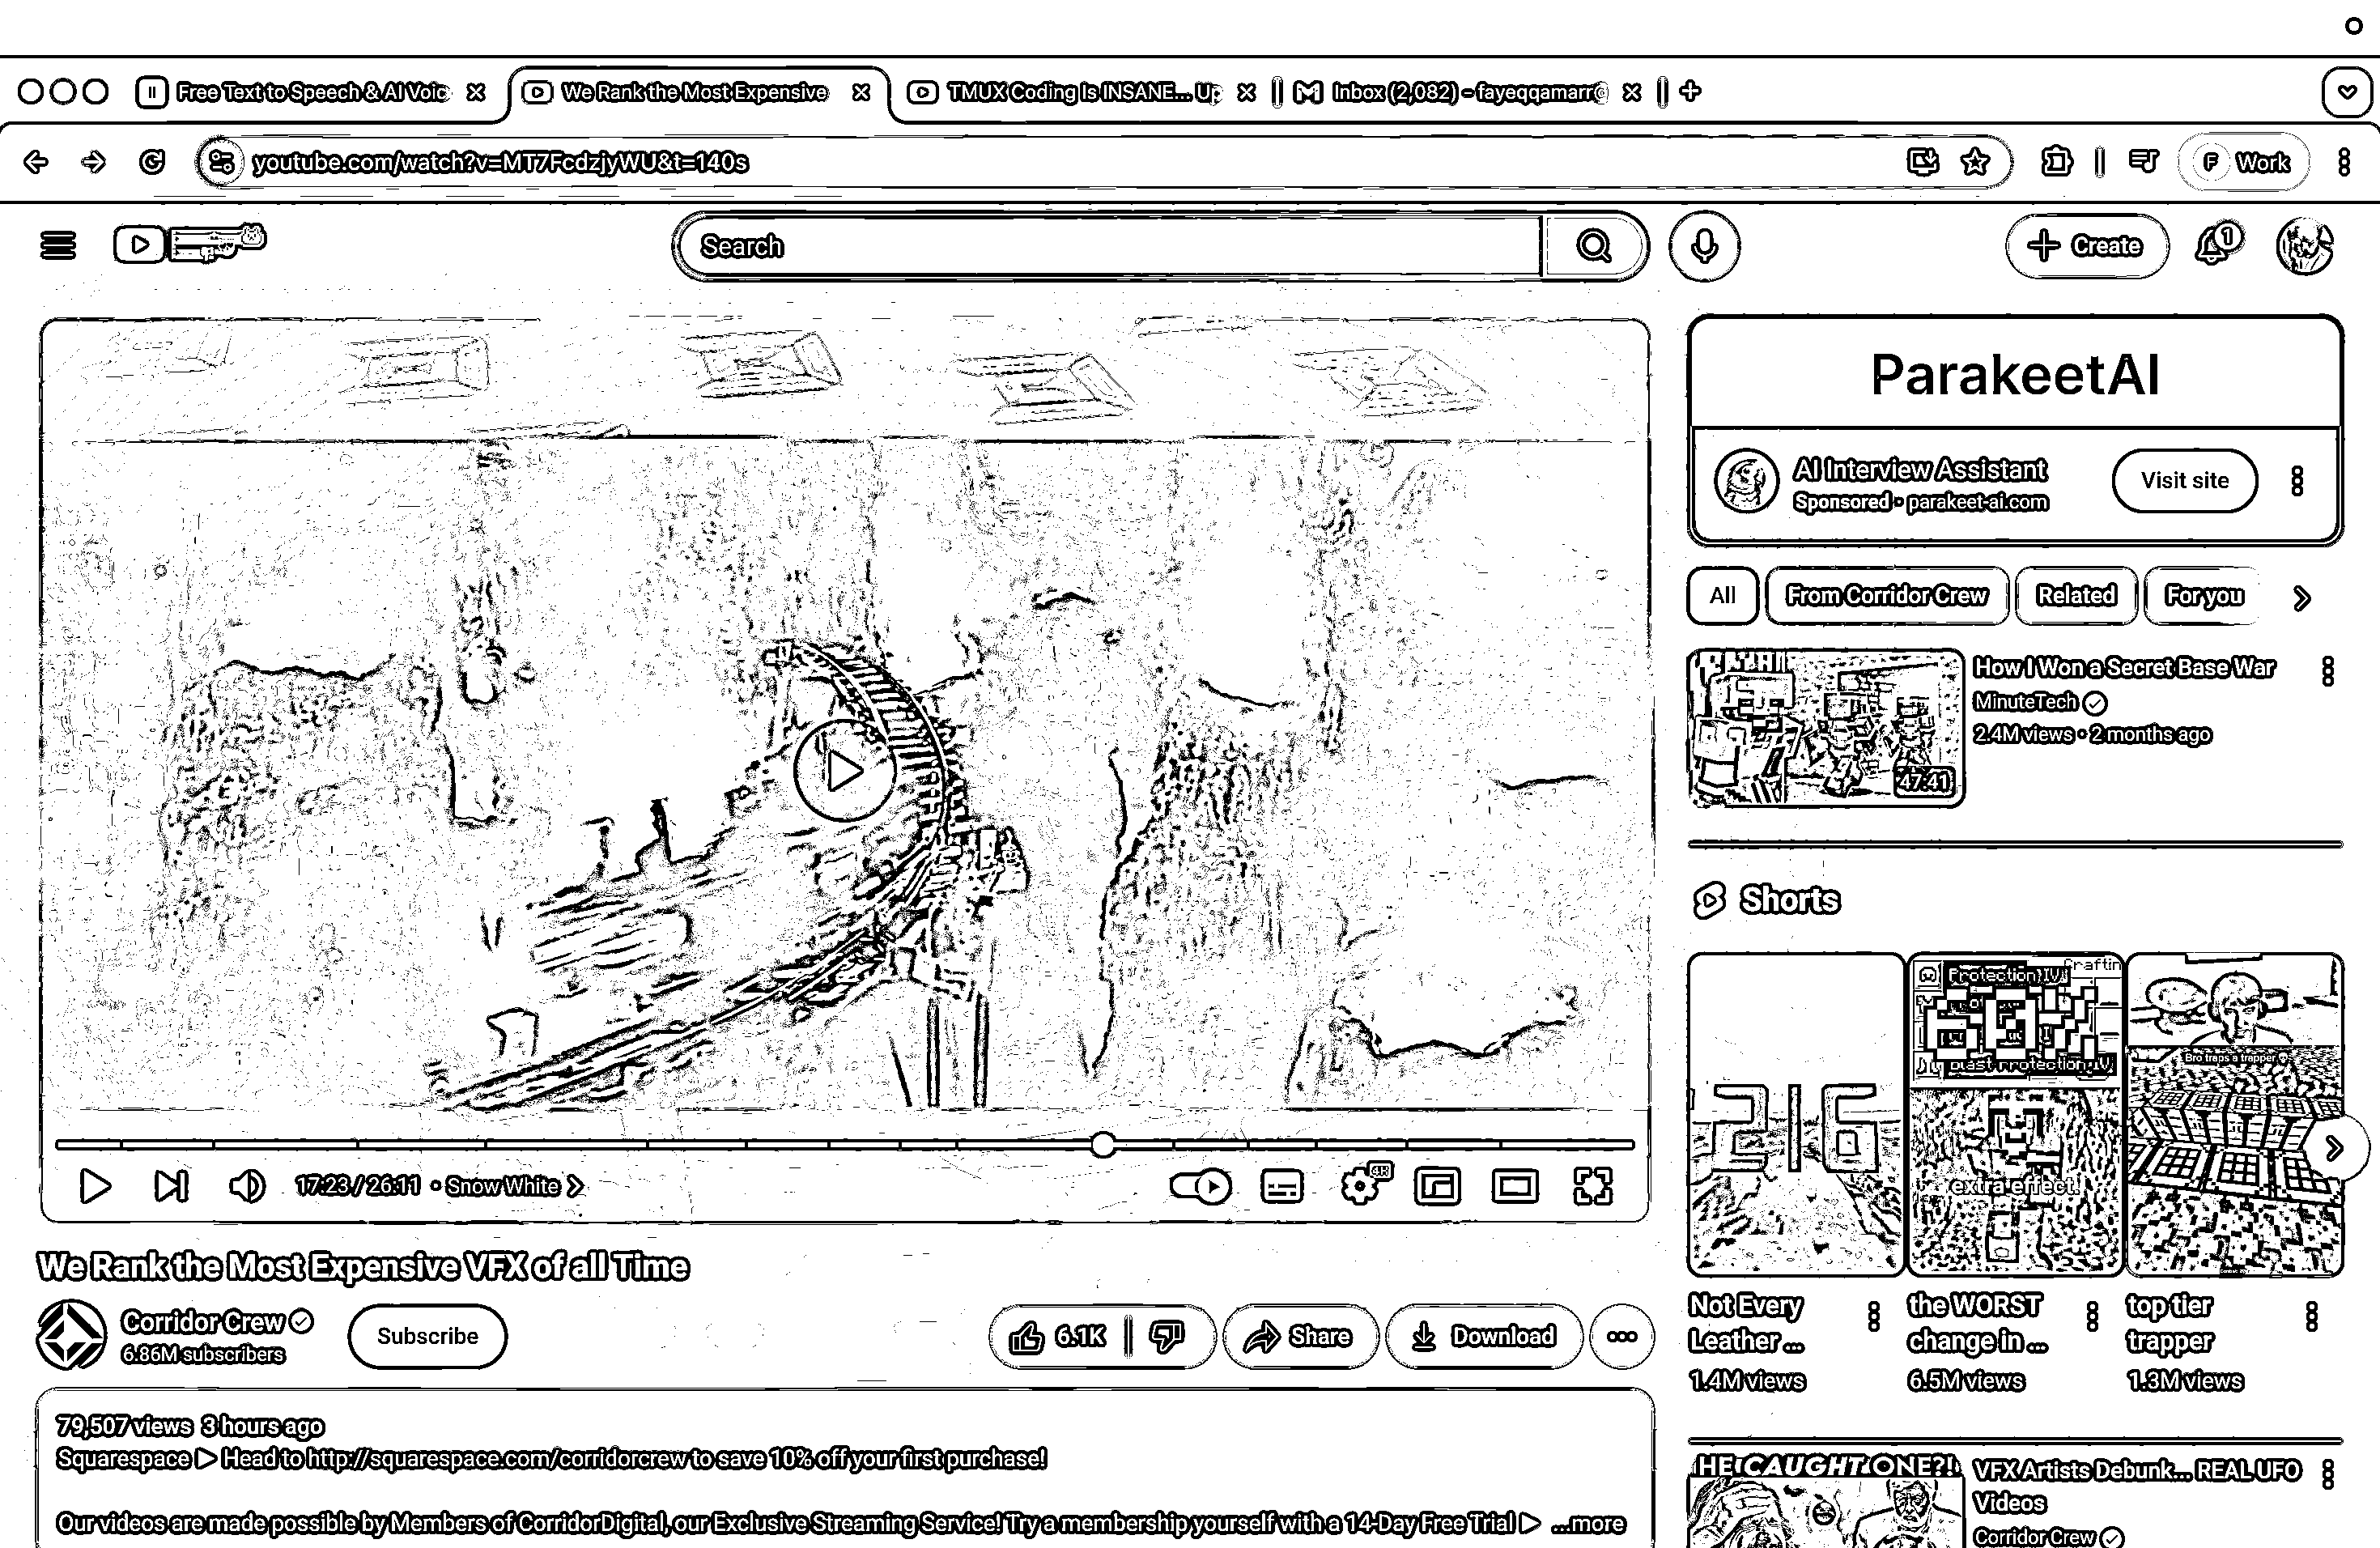 Free Text to Speech & AI Voic
We Rank the Most Expensive
TMUX Coding Is INSANE... Up
Inbox (2,082) - fayeqqamarr@
youtube.com/watch?v=MT7FcdzjyWU&t=140s
F Work
Search
Create
1
ParakeetAI
AI Interview Assistant
Sponsored • parakeet-ai.com
Visit site
All
From Corridor Crew
Related
For you
How I Won a Secret Base War
MinuteTech
2.4M views • 2 months ago
47:41
Shorts
216
Craftin
Protection IV
Blast Protection IV
extra effect
Bro traps a trapper
17:23 / 26:11 • Snow White
4K
We Rank the Most Expensive VFX of all Time
Corridor Crew
6.86M subscribers
Subscribe
6.1K
Share
Download
Not Every Leather ...
1.4M views
the WORST change in ...
6.5M views
top tier trapper
1.3M views
79,507 views 3 hours ago
Squarespace ▷ Head to http://squarespace.com/corridorcrew to save 10% off your first purchase!
Our videos are made possible by Members of CorridorDigital, our Exclusive Streaming Service! Try a membership yourself with a 14-Day Free Trial ▷ ...more
HE CAUGHT ONE?!
VFX Artists Debunk... REAL UFO
Videos
Corridor Crew